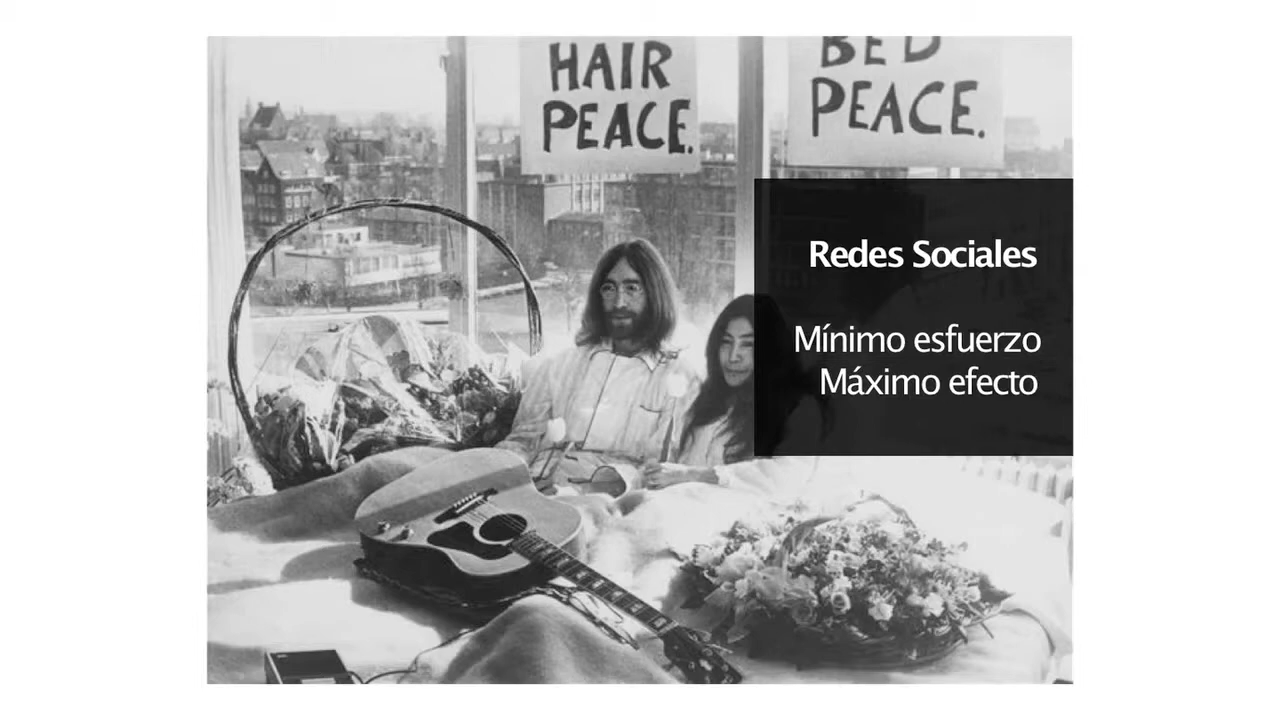 HAIR
PEACE.
BED
PEACE.
Redes Sociales
Mínimo esfuerzo
Máximo efecto